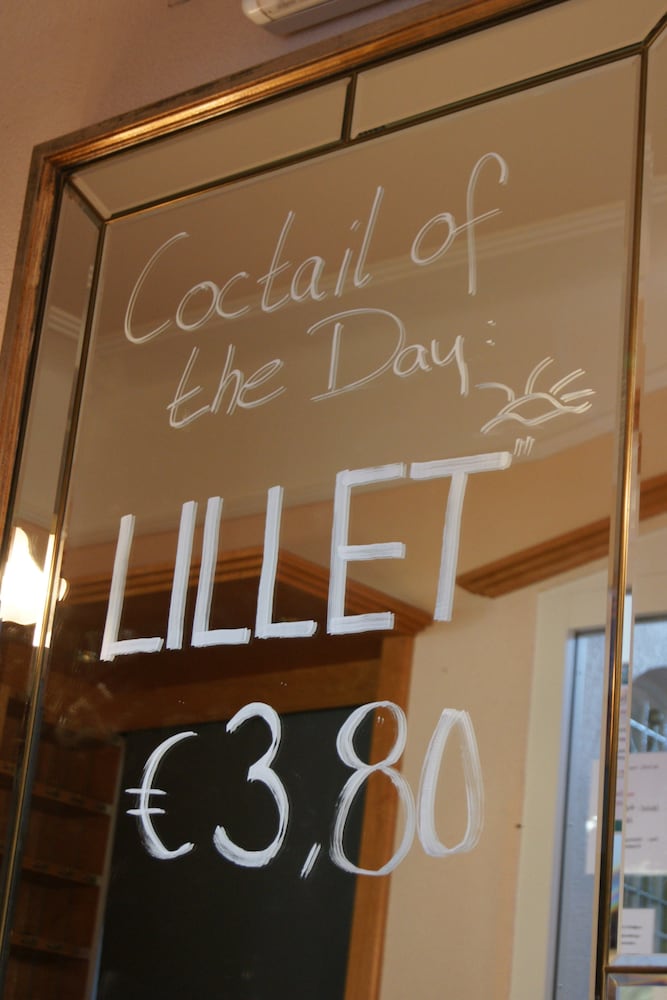 Coctail of
the Day:
LILLET
€3,80